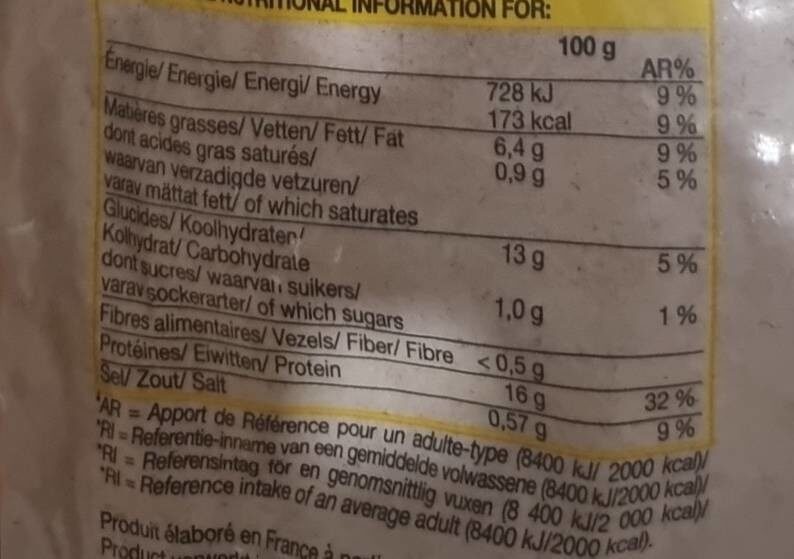 INFORMATION FOR:
100 g AR%
Énergie/ Energie/ Energi/ Energy 728 kJ 9 %
173 kcal 9 %
Matières grasses/ Vetten/ Fett/ Fat 6,4 g 9 %
dont acides gras saturés/ 0,9 g 5 %
waarvan verzadigde vetzuren/
varav mättat fett/ of which saturates
Glucides/ Koolhydraten/ 13 g 5 %
Kolhydrat/ Carbohydrate
dont sucres/ waarvan suikers/ 1,0 g 1 %
varav sockerarter/ of which sugars
Fibres alimentaires/ Vezels/ Fiber/ Fibre < 0,5 g
Protéines/ Eiwitten/ Protein 16 g 32 %
Sel/ Zout/ Salt 0,57 g 9 %
*AR = Apport de Référence pour un adulte-type (8400 kJ/ 2000 kcal)/
*RI = Referentie-inname van een gemiddelde volwassene (8400 kJ/2000 kcal)/
*RI = Referensintag för en genomsnittlig vuxen (8 400 kJ/2 000 kcal)/
*RI = Reference intake of an average adult (8400 kJ/2000 kcal).
Produit élaboré en France à